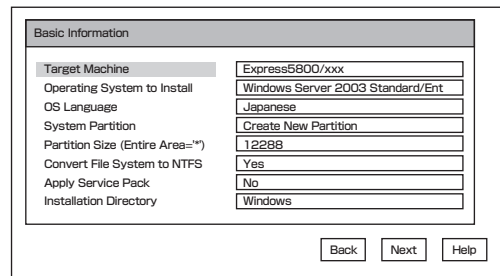 Basic Information
Target Machine Express5800/xxx
Operating System to Install Windows Server 2003 Standard/Ent
OS Language Japanese
System Partition Create New Partition
Partition Size (Entire Area='*') 12288
Convert File System to NTFS Yes
Apply Service Pack No
Installation Directory Windows
Back Next Help